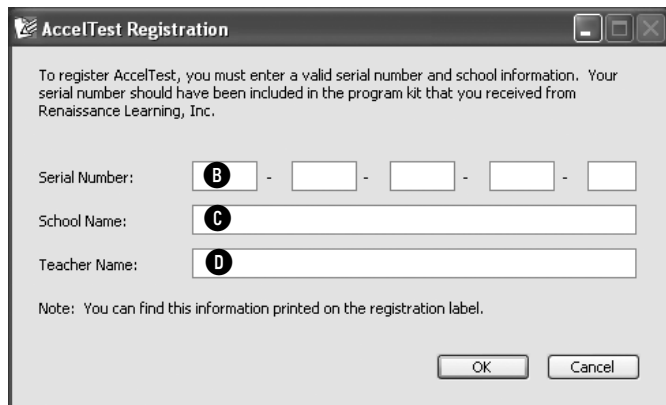 AccelTest Registration
To register AccelTest, you must enter a valid serial number and school information. Your
serial number should have been included in the program kit that you received from
Renaissance Learning, Inc.
Serial Number: B - - - -
School Name: C
Teacher Name: D
Note: You can find this information printed on the registration label.
OK Cancel